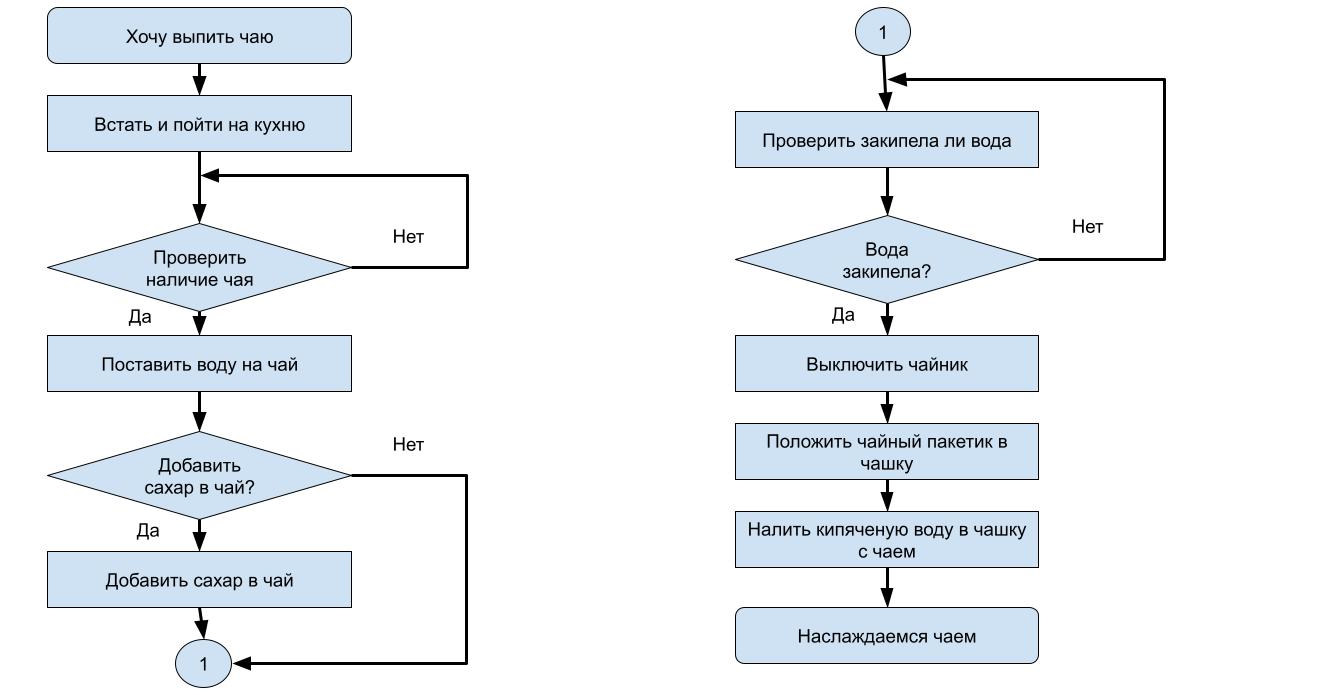 Хочу выпить чаю
Встать и пойти на кухню
Нет
Проверить
наличие чая
Да
Поставить воду на чай
Нет
Добавить
сахар в чай?
Да
Добавить сахар в чай
1
1
Проверить закипела ли вода
Нет
Вода
закипела?
Да
Выключить чайник
Положить чайный пакетик в
чашку
Налить кипяченую воду в чашку
с чаем
Наслаждаемся чаем